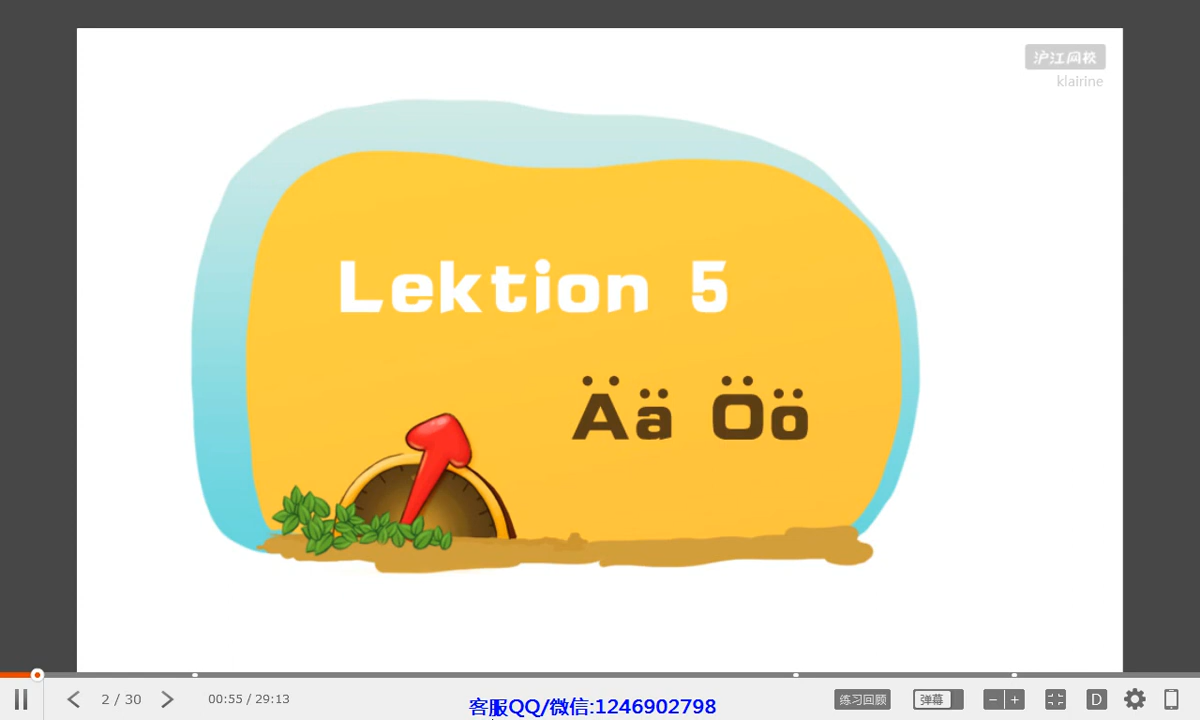 沪江网校
klairine
Lektion 5
Ää Öö
2 / 30
00:55 / 29:13
客服QQ/微信:1246902798
练习回顾
弹幕
D